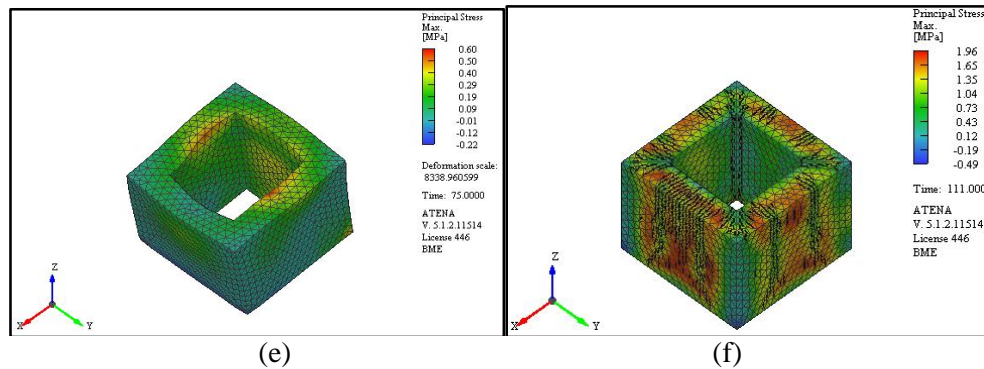 Principal Stress
Max.
[MPa]
0.60
0.50
0.40
0.29
0.19
0.09
-0.01
-0.12
-0.22
Deformation scale:
8338.960599
Time: 75.0000
ATENA
V. 5.1.2.11514
License 446
BME
Z
X
Y
(e)
Principal Stress
Max.
[MPa]
1.96
1.65
1.35
1.04
0.73
0.43
0.12
-0.19
-0.49
Time: 111.000
ATENA
V. 5.1.2.11514
License 446
BME
Z
X
Y
(f)